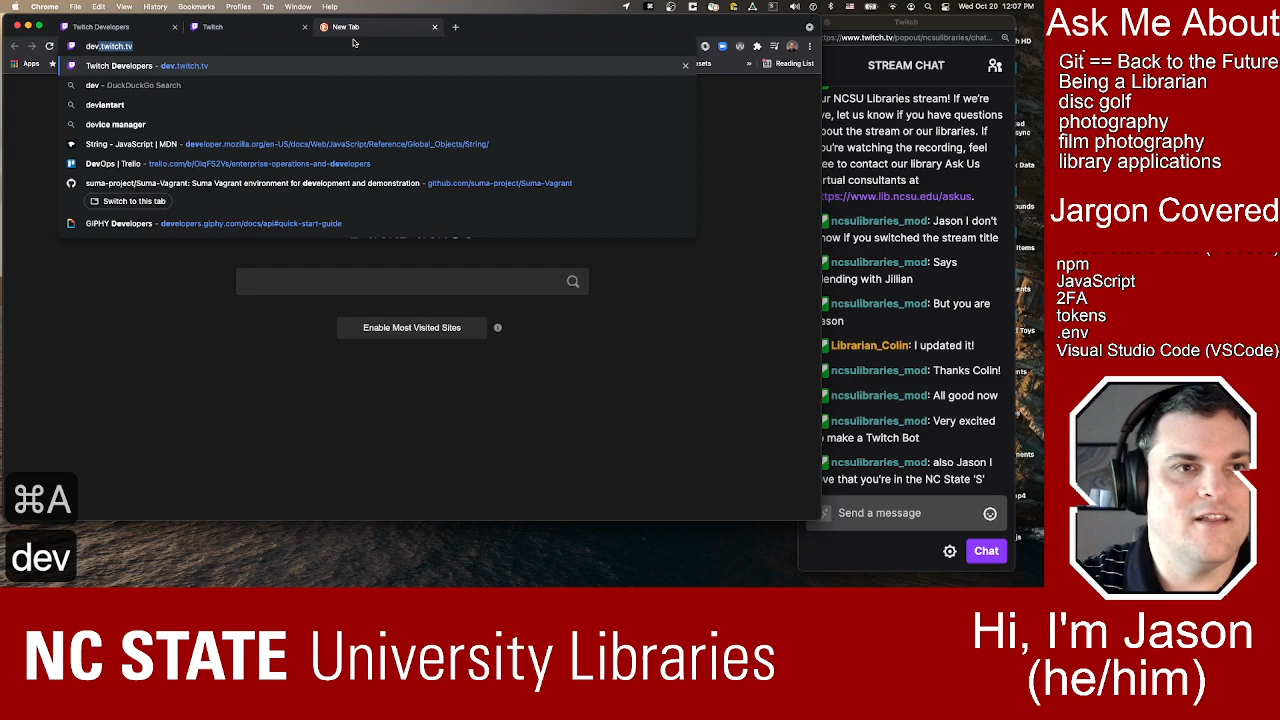 Chrome File Edit View History Bookmarks Profiles Tab Window Help
Wed Oct 20 12:07 PM
Twitch Developers
Twitch
New Tab
dev.twitch.tv
Apps
Reading List
Twitch Developers - dev.twitch.tv
dev - DuckDuckGo Search
deviantart
device manager
String - JavaScript | MDN - developer.mozilla.org/en-US/docs/Web/JavaScript/Reference/Global_Objects/String/
DevOps | Trello - trello.com/b/OlqFS2Vs/enterprise-operations-and-developers
suma-project/Suma-Vagrant: Suma Vagrant environment for development and demonstration - github.com/suma-project/Suma-Vagrant
Switch to this tab
GIPHY Developers - developers.giphy.com/docs/api#quick-start-guide
Enable Most Visited Sites
⌘A
dev
Twitch
www.twitch.tv/popout/ncsulibraries/chat...
STREAM CHAT
ur NCSU Libraries stream! If we're
ve, let us know if you have questions
about the stream or our libraries. If
ou're watching the recording, feel
ee to contact our library Ask Us
virtual consultants at
ttps://www.lib.ncsu.edu/askus.
ncsulibraries_mod: Jason I don't
now if you switched the stream title
ncsulibraries_mod: Says
lending with Jillian
ncsulibraries_mod: But you are
ason
Librarian_Colin: I updated it!
ncsulibraries_mod: Thanks Colin!
ncsulibraries_mod: All good now
ncsulibraries_mod: Very excited
o make a Twitch Bot
ncsulibraries_mod: also Jason I
ve that you're in the NC State 'S'
Send a message
Chat
Ask Me About
Git == Back to the Future
Being a Librarian
disc golf
photography
film photography
library applications
Jargon Covered
npm
JavaScript
2FA
tokens
.env
Visual Studio Code (VSCode)
Hi, I'm Jason
(he/him)
NC STATE University Libraries